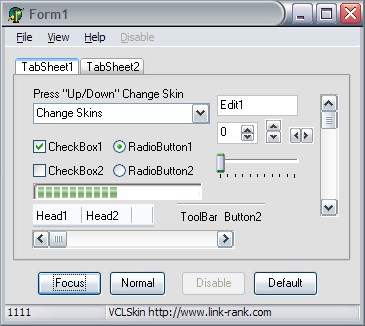 Form1
File View Help Disable
TabSheet1 TabSheet2
Press "Up/Down" Change Skin
Edit1
Change Skins
0
CheckBox1 RadioButton1
CheckBox2 RadioButton2
Head1 Head2
ToolBar Button2
Focus Normal Disable Default
1111 VCLSkin http://www.link-rank.com